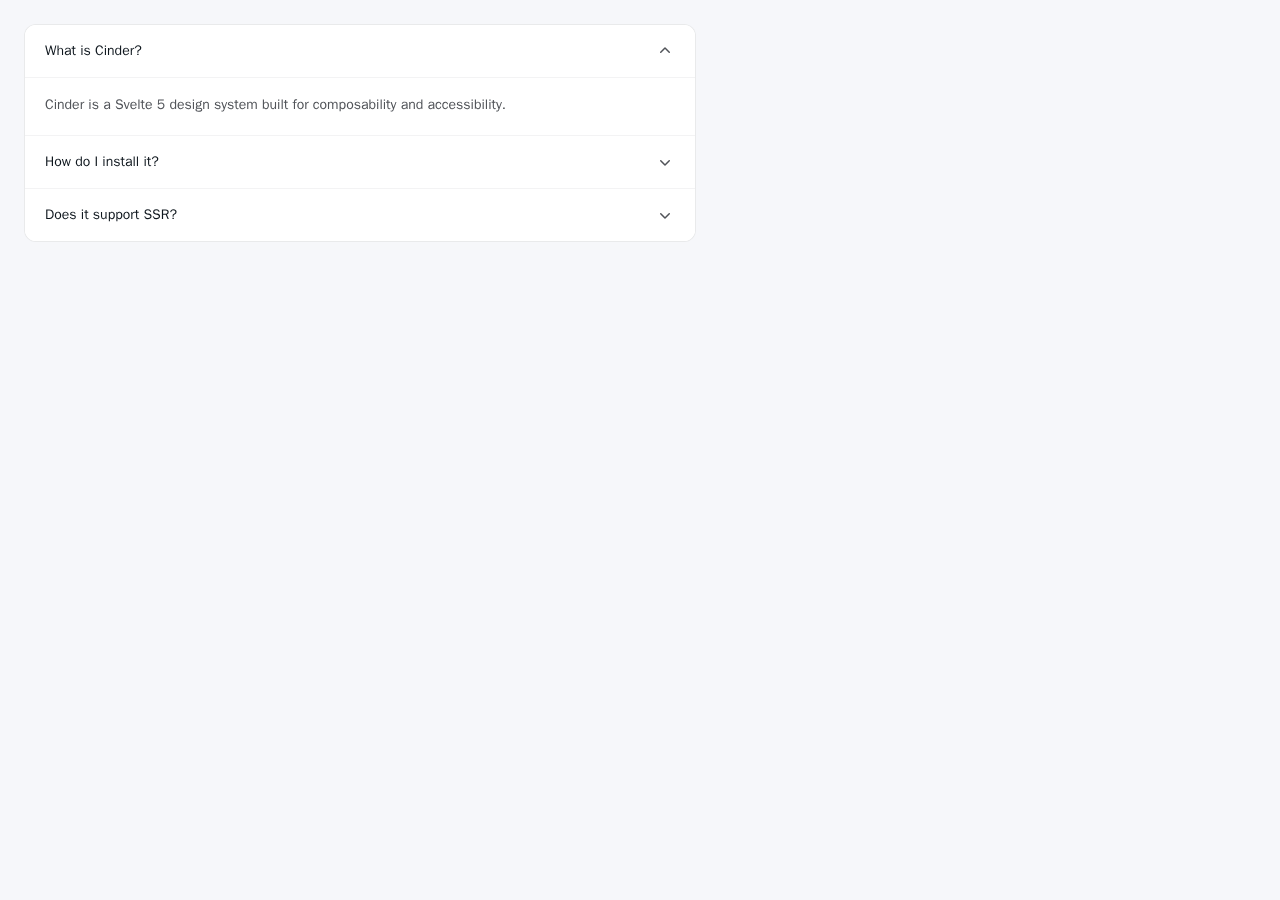 What is Cinder?
Cinder is a Svelte 5 design system built for composability and accessibility.
How do I install it?
Does it support SSR?